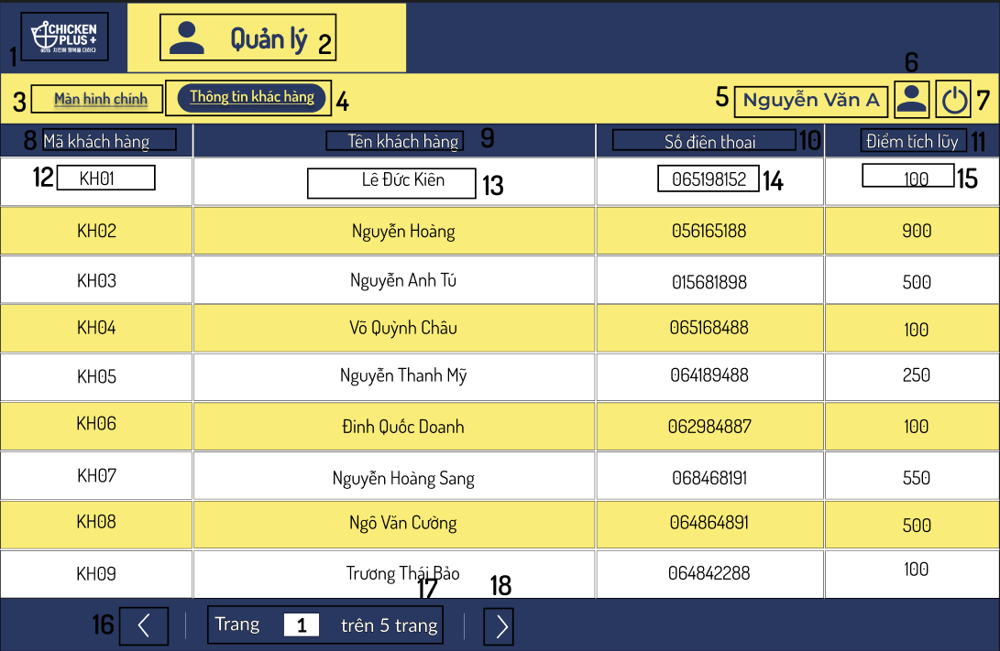 CHICKEN
PLUS+
1
Quản lý 2
6
3 Màn hình chính Thông tin khác hàng 4 5 Nguyễn Văn A 7
8 Mã khách hàng Tên khách hàng 9 Số điên thoai 10 Điểm tích lũy 11
12 KH01 Lê Đức Kiên 13 065198152 14 100 15
KH02 Nguyễn Hoàng 056165188 900
KH03 Nguyễn Anh Tú 015681898 500
KH04 Võ Quỳnh Châu 065168488 100
KH05 Nguyễn Thanh Mỹ 064189488 250
KH06 Đinh Quốc Doanh 062984887 100
KH07 Nguyễn Hoàng Sang 068468191 550
KH08 Ngô Văn Cường 064864891 500
KH09 Trương Thái Bảo 064842288 100
17 18
16 Trang 1 trên 5 trang